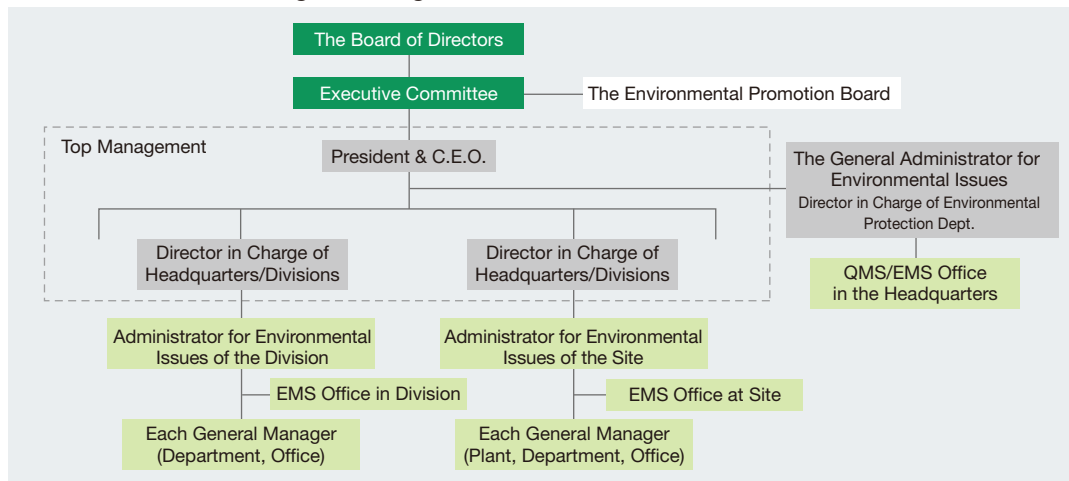 The Board of Directors
Executive Committee
The Environmental Promotion Board
Top Management
President & C.E.O.
The General Administrator for
Environmental Issues
Director in Charge of Environmental
Protection Dept.
Director in Charge of
Headquarters/Divisions
Director in Charge of
Headquarters/Divisions
QMS/EMS Office
in the Headquarters
Administrator for Environmental
Issues of the Division
Administrator for Environmental
Issues of the Site
EMS Office in Division
EMS Office at Site
Each General Manager
(Department, Office)
Each General Manager
(Plant, Department, Office)